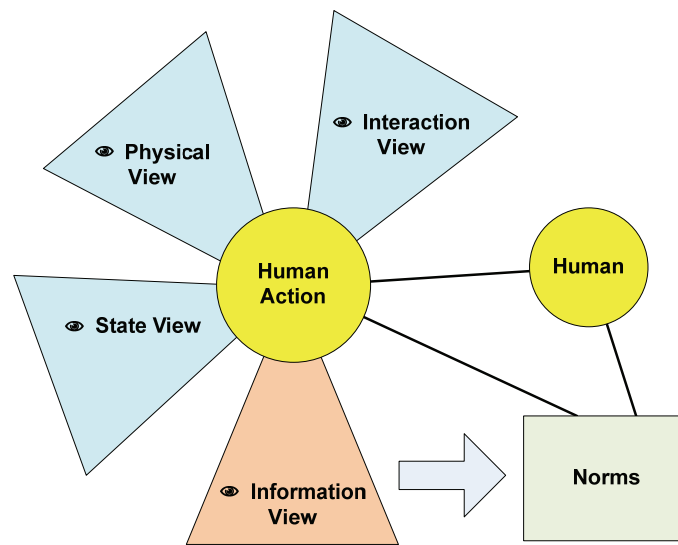 Interaction
View
Physical
View
Human
Action
Human
State View
Information
View
Norms